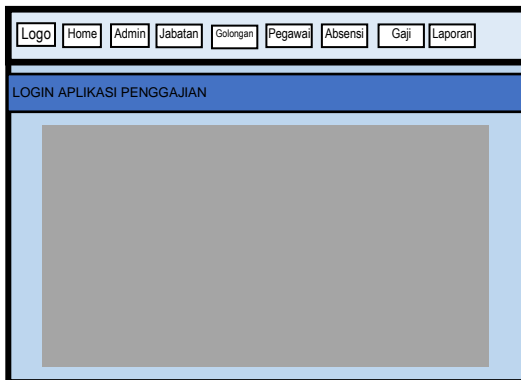 Logo Home Admin Jabatan Golongan Pegawai Absensi Gaji Laporan
LOGIN APLIKASI PENGGAJIAN